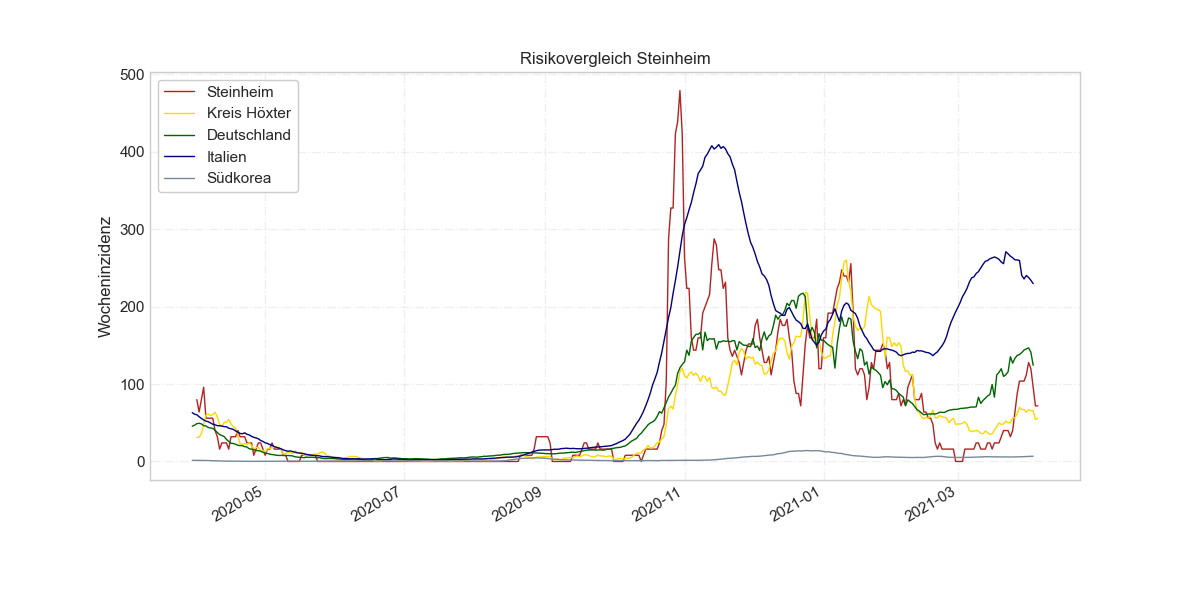 Risikovergleich Steinheim
Wocheninzidenz
500
400
300
200
100
0
Steinheim
Kreis Höxter
Deutschland
Italien
Südkorea
2020-05
2020-07
2020-09
2020-11
2021-01
2021-03